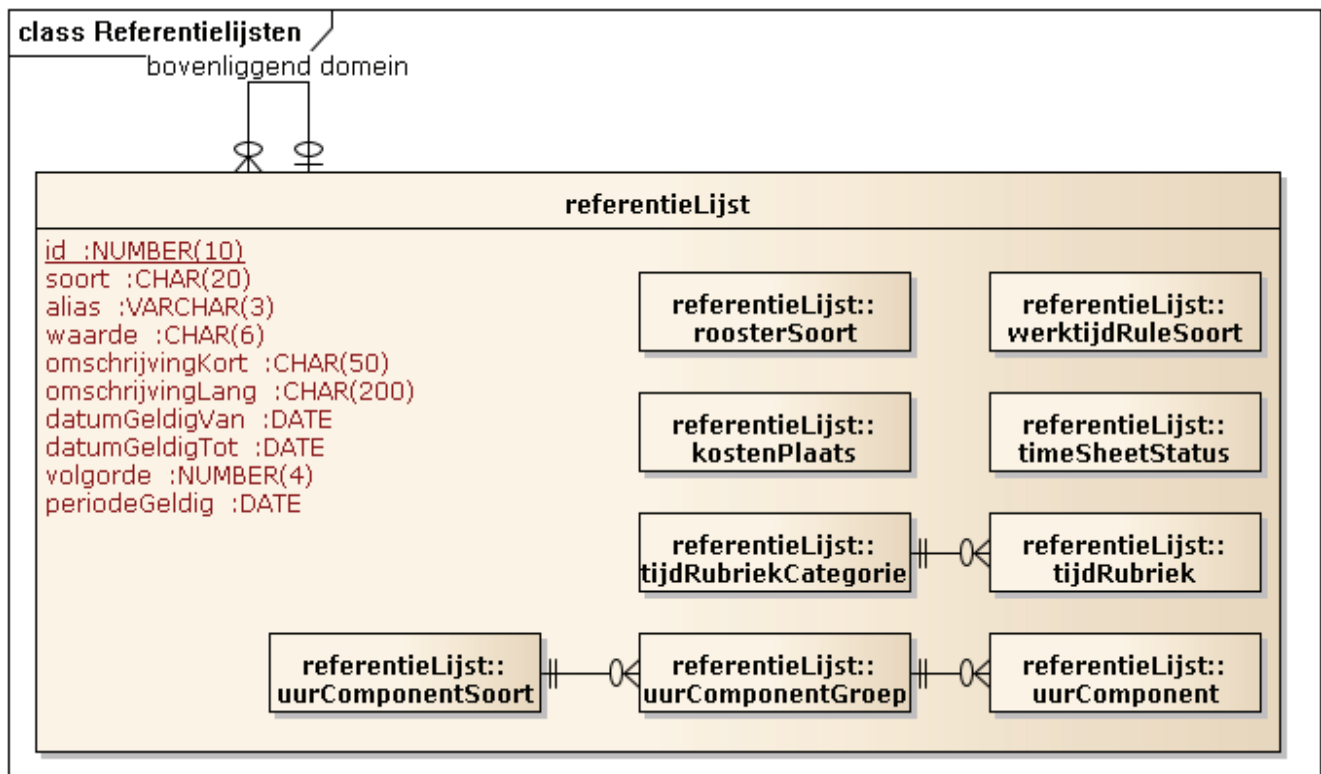 class Referentielijsten
bovenliggend domein
referentieLijst
id :NUMBER(10)
soort :CHAR(20)
alias :VARCHAR(3)
waarde :CHAR(6)
omschrijvingKort :CHAR(50)
omschrijvingLang :CHAR(200)
datumGeldigVan :DATE
datumGeldigTot :DATE
volgorde :NUMBER(4)
periodeGeldig :DATE
referentieLijst::
roosterSoort
referentieLijst::
werktijdRuleSoort
referentieLijst::
kostenPlaats
referentieLijst::
timeSheetStatus
referentieLijst::
tijdRubriekCategorie
referentieLijst::
tijdRubriek
referentieLijst::
uurComponentSoort
referentieLijst::
uurComponentGroep
referentieLijst::
uurComponent